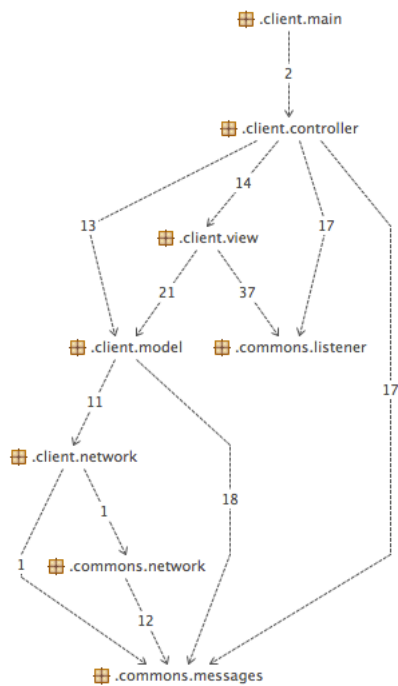 .client.main
2
.client.controller
14
13
17
.client.view
21
37
.client.model
.commons.listener
17
11
.client.network
18
1
1
.commons.network
12
.commons.messages